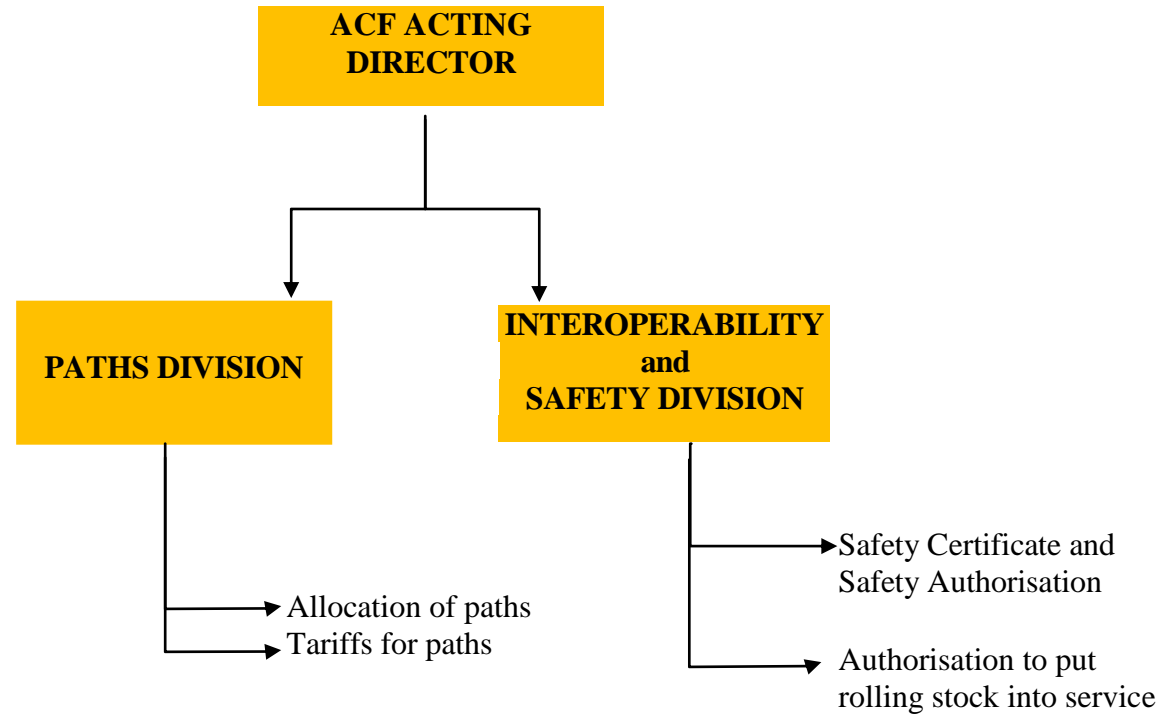 ACF ACTING
DIRECTOR
PATHS DIVISION
INTEROPERABILITY
and
SAFETY DIVISION
Allocation of paths
Tariffs for paths
Safety Certificate and
Safety Authorisation
Authorisation to put
rolling stock into service